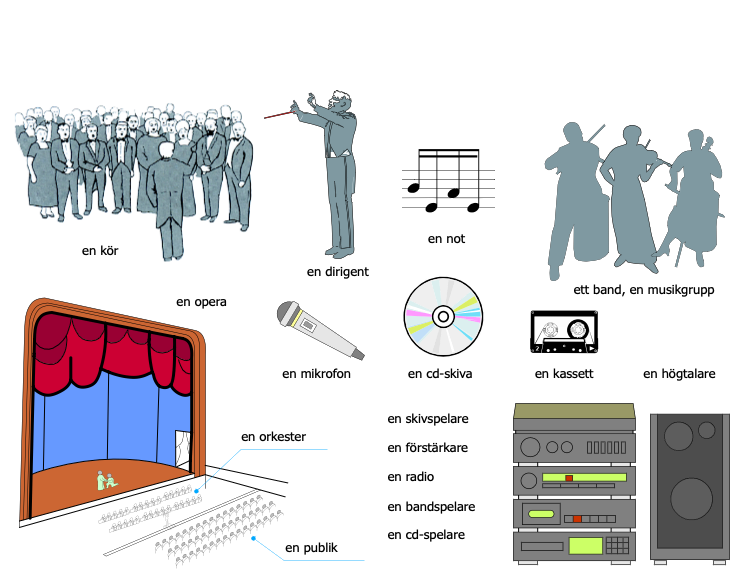 en kör
en dirigent
en not
ett band, en musikgrupp
en opera
en mikrofon
en cd-skiva
en kassett
en högtalare
en orkester
en publik
en skivspelare
en förstärkare
en radio
en bandspelare
en cd-spelare